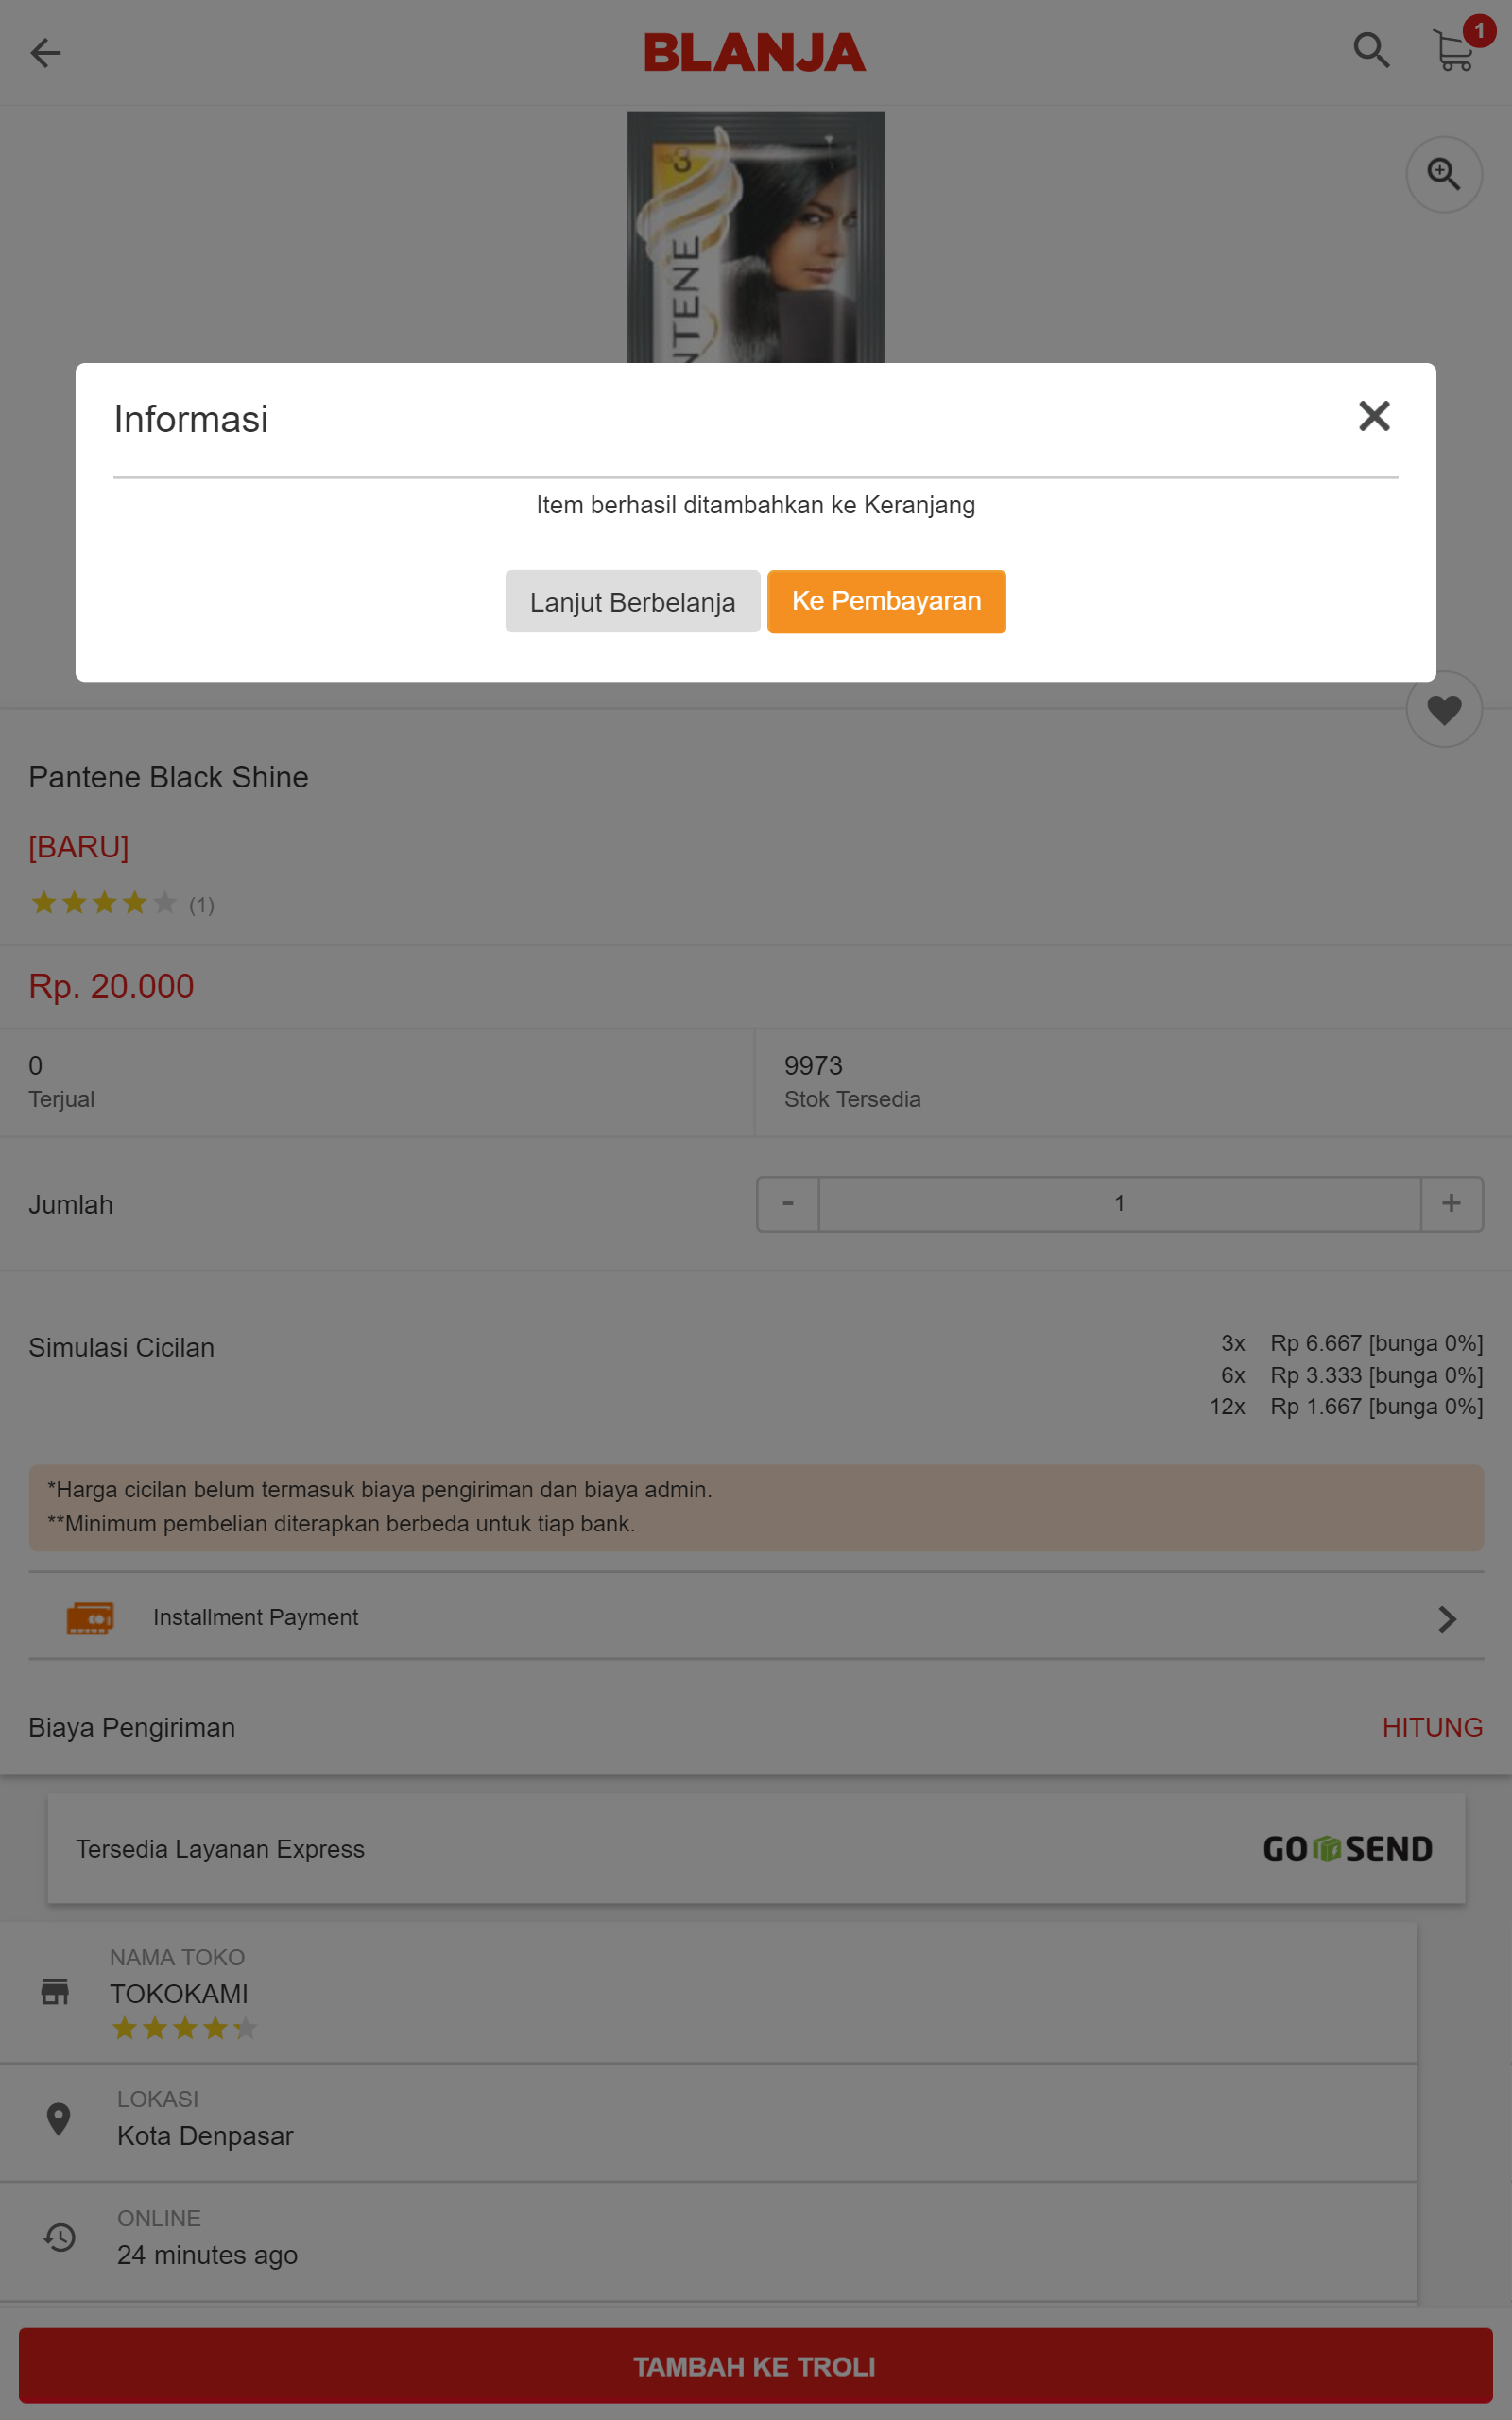 BLANJA
1
3
NTENE
Informasi
Item berhasil ditambahkan ke Keranjang
Lanjut Berbelanja
Ke Pembayaran
Pantene Black Shine
[BARU]
(1)
Rp. 20.000
0
Terjual
9973
Stok Tersedia
Jumlah
- 1 +
Simulasi Cicilan
3x Rp 6.667 [bunga 0%]
6x Rp 3.333 [bunga 0%]
12x Rp 1.667 [bunga 0%]
*Harga cicilan belum termasuk biaya pengiriman dan biaya admin.
**Minimum pembelian diterapkan berbeda untuk tiap bank.
Installment Payment
Biaya Pengiriman
HITUNG
Tersedia Layanan Express
GO SEND
NAMA TOKO
TOKOKAMI
LOKASI
Kota Denpasar
ONLINE
24 minutes ago
TAMBAH KE TROLI